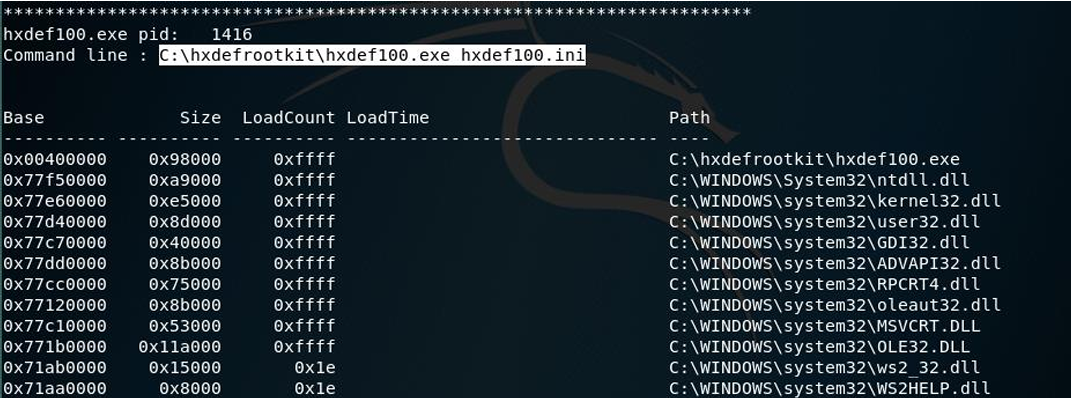 ************************************************************************
hxdef100.exe pid:   1416
Command line : C:\hxdefrootkit\hxdef100.exe hxdef100.ini
Base             Size  LoadCount LoadTime                       Path
---------- ---------- ---------- ------------------------------ ----
0x00400000    0x98000     0xffff                                C:\hxdefrootkit\hxdef100.exe
0x77f50000    0xa9000     0xffff                                C:\WINDOWS\System32\ntdll.dll
0x77e60000    0xe5000     0xffff                                C:\WINDOWS\system32\kernel32.dll
0x77d40000    0x8d000     0xffff                                C:\WINDOWS\system32\user32.dll
0x77c70000    0x40000     0xffff                                C:\WINDOWS\system32\GDI32.dll
0x77dd0000    0x8b000     0xffff                                C:\WINDOWS\system32\ADVAPI32.dll
0x77cc0000    0x75000     0xffff                                C:\WINDOWS\system32\RPCRT4.dll
0x77120000    0x8b000     0xffff                                C:\WINDOWS\system32\oleaut32.dll
0x77c10000    0x53000     0xffff                                C:\WINDOWS\system32\MSVCRT.DLL
0x771b0000   0x11a000     0xffff                                C:\WINDOWS\system32\OLE32.DLL
0x71ab0000    0x15000       0x1e                                C:\WINDOWS\system32\ws2_32.dll
0x71aa0000     0x8000       0x1e                                C:\WINDOWS\system32\WS2HELP.dll